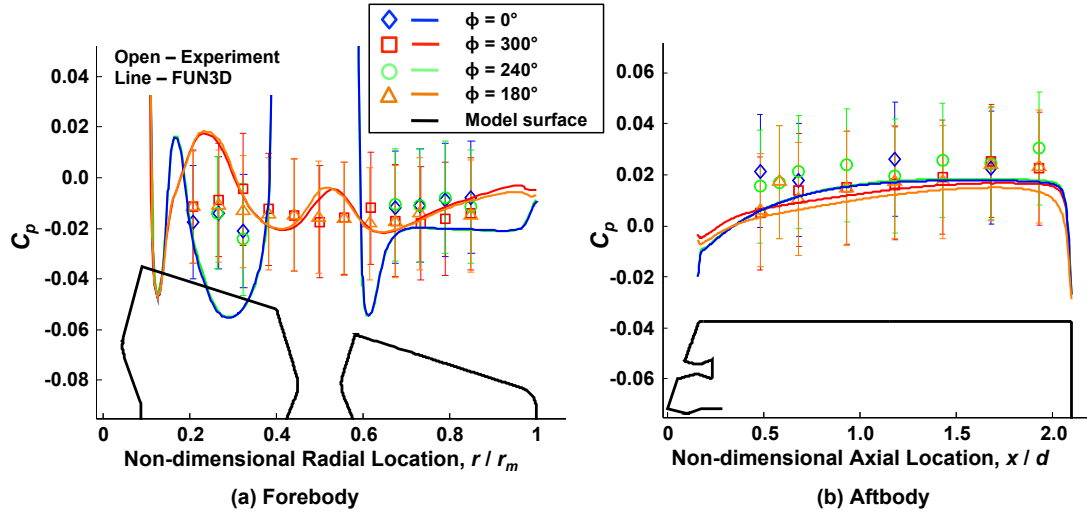 Open – Experiment
Line – FUN3D
ϕ = 0°
ϕ = 300°
ϕ = 240°
ϕ = 180°
Model surface
Cp
0.04
0.02
0.0
-0.02
-0.04
-0.06
-0.08
0 0.2 0.4 0.6 0.8 1
Non-dimensional Radial Location, r / rm
(a) Forebody
Cp
0.06
0.04
0.02
0.0
-0.02
-0.04
-0.06
0 0.5 1.0 1.5 2.0
Non-dimensional Axial Location, x / d
(b) Aftbody